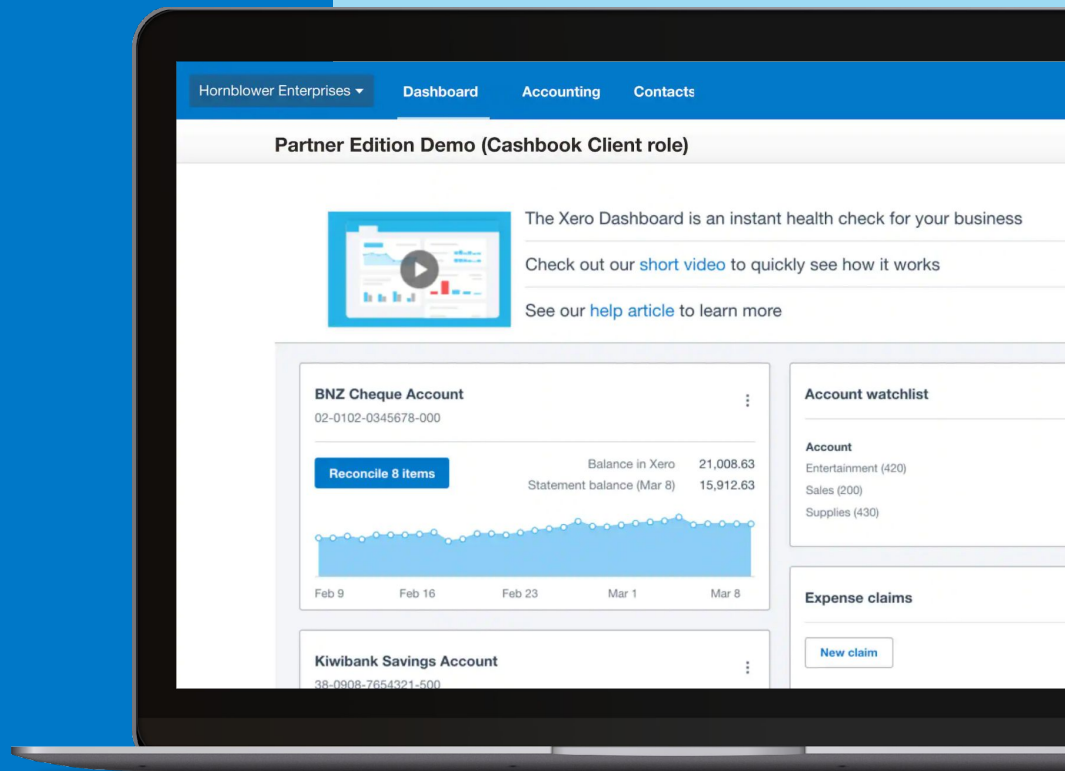 Hornblower Enterprises
Dashboard
Accounting
Contacts
Partner Edition Demo (Cashbook Client role)
The Xero Dashboard is an instant health check for your business
Check out our short video to quickly see how it works
See our help article to learn more
BNZ Cheque Account
02-0102-0345678-000
Reconcile 8 items
Balance in Xero 21,008.63
Statement balance (Mar 8) 15,912.63
Feb 9 Feb 16 Feb 23 Mar 1 Mar 8
Kiwibank Savings Account
38-0908-7654321-500
Account watchlist
Account
Entertainment (420)
Sales (200)
Supplies (430)
Expense claims
New claim